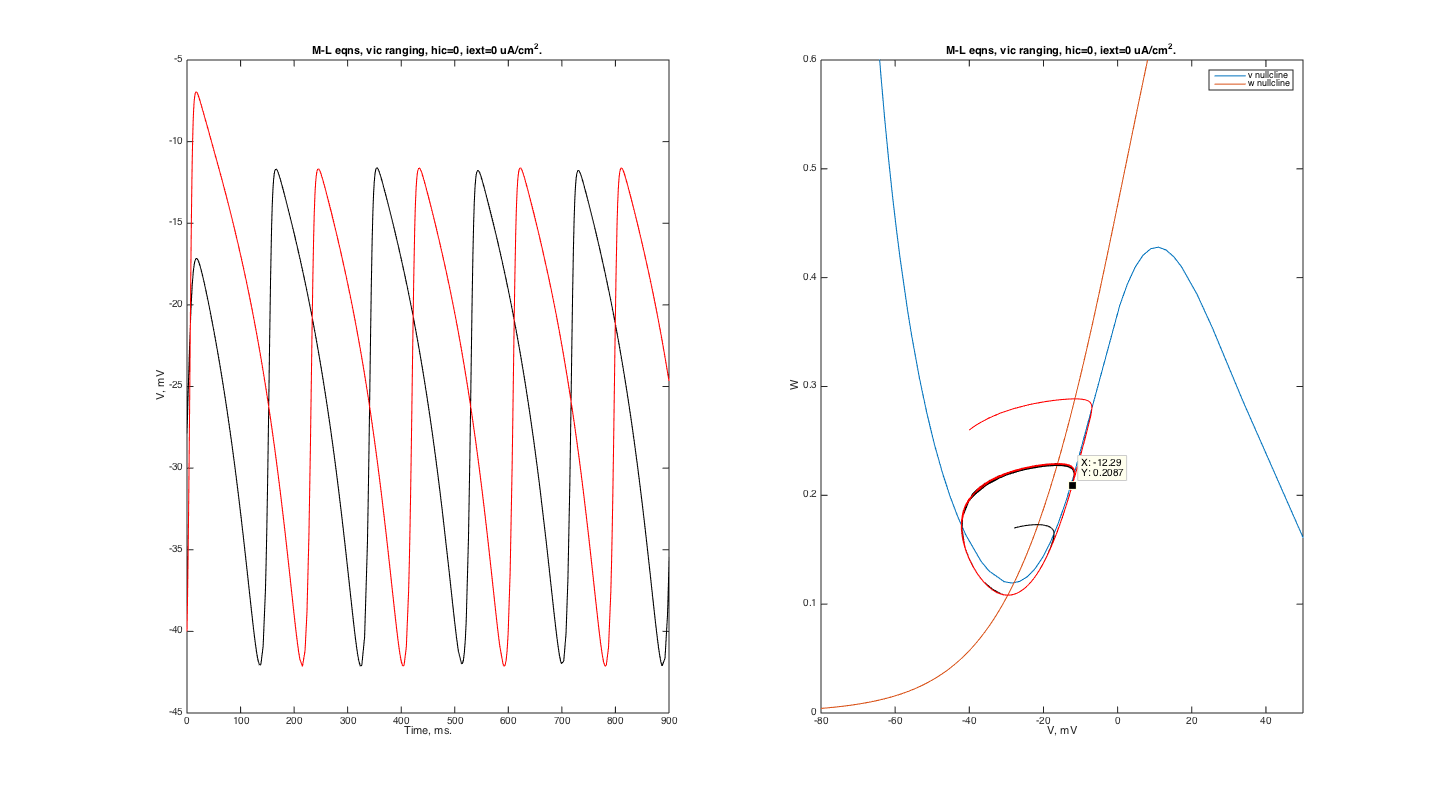 M-L eqns, vic ranging, hic=0, iext=0 uA/cm².
-5
-10
-15
-20
-25
-30
-35
-40
-45
V, mV
0 100 200 300 400 500 600 700 800 900
Time, ms.
M-L eqns, vic ranging, hic=0, iext=0 uA/cm².
v nullcline
w nullcline
0.6
0.5
0.4
0.3
0.2
0.1
0
W
X: -12.29
Y: 0.2087
-80 -60 -40 -20 0 20 40
V, mV